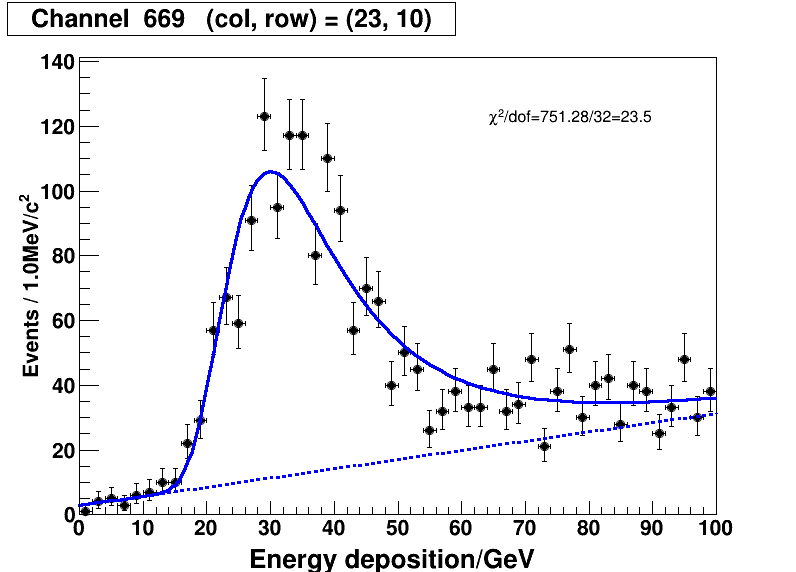 Channel 669 (col, row) = (23, 10)
140
χ²/dof=751.28/32=23.5
120
100
80
60
40
20
0
Events / 1.0MeV/c²
0 10 20 30 40 50 60 70 80 90 100
Energy deposition/GeV